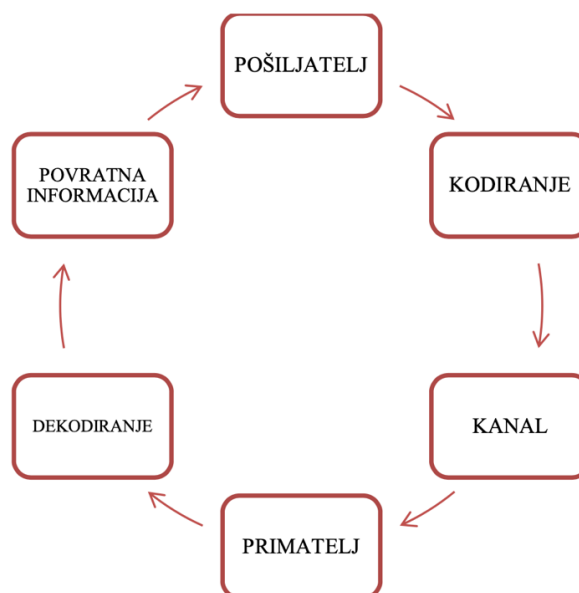 POŠILJATELJ
KODIRANJE
KANAL
PRIMATELJ
DEKODIRANJE
POVRATNA
INFORMACIJA